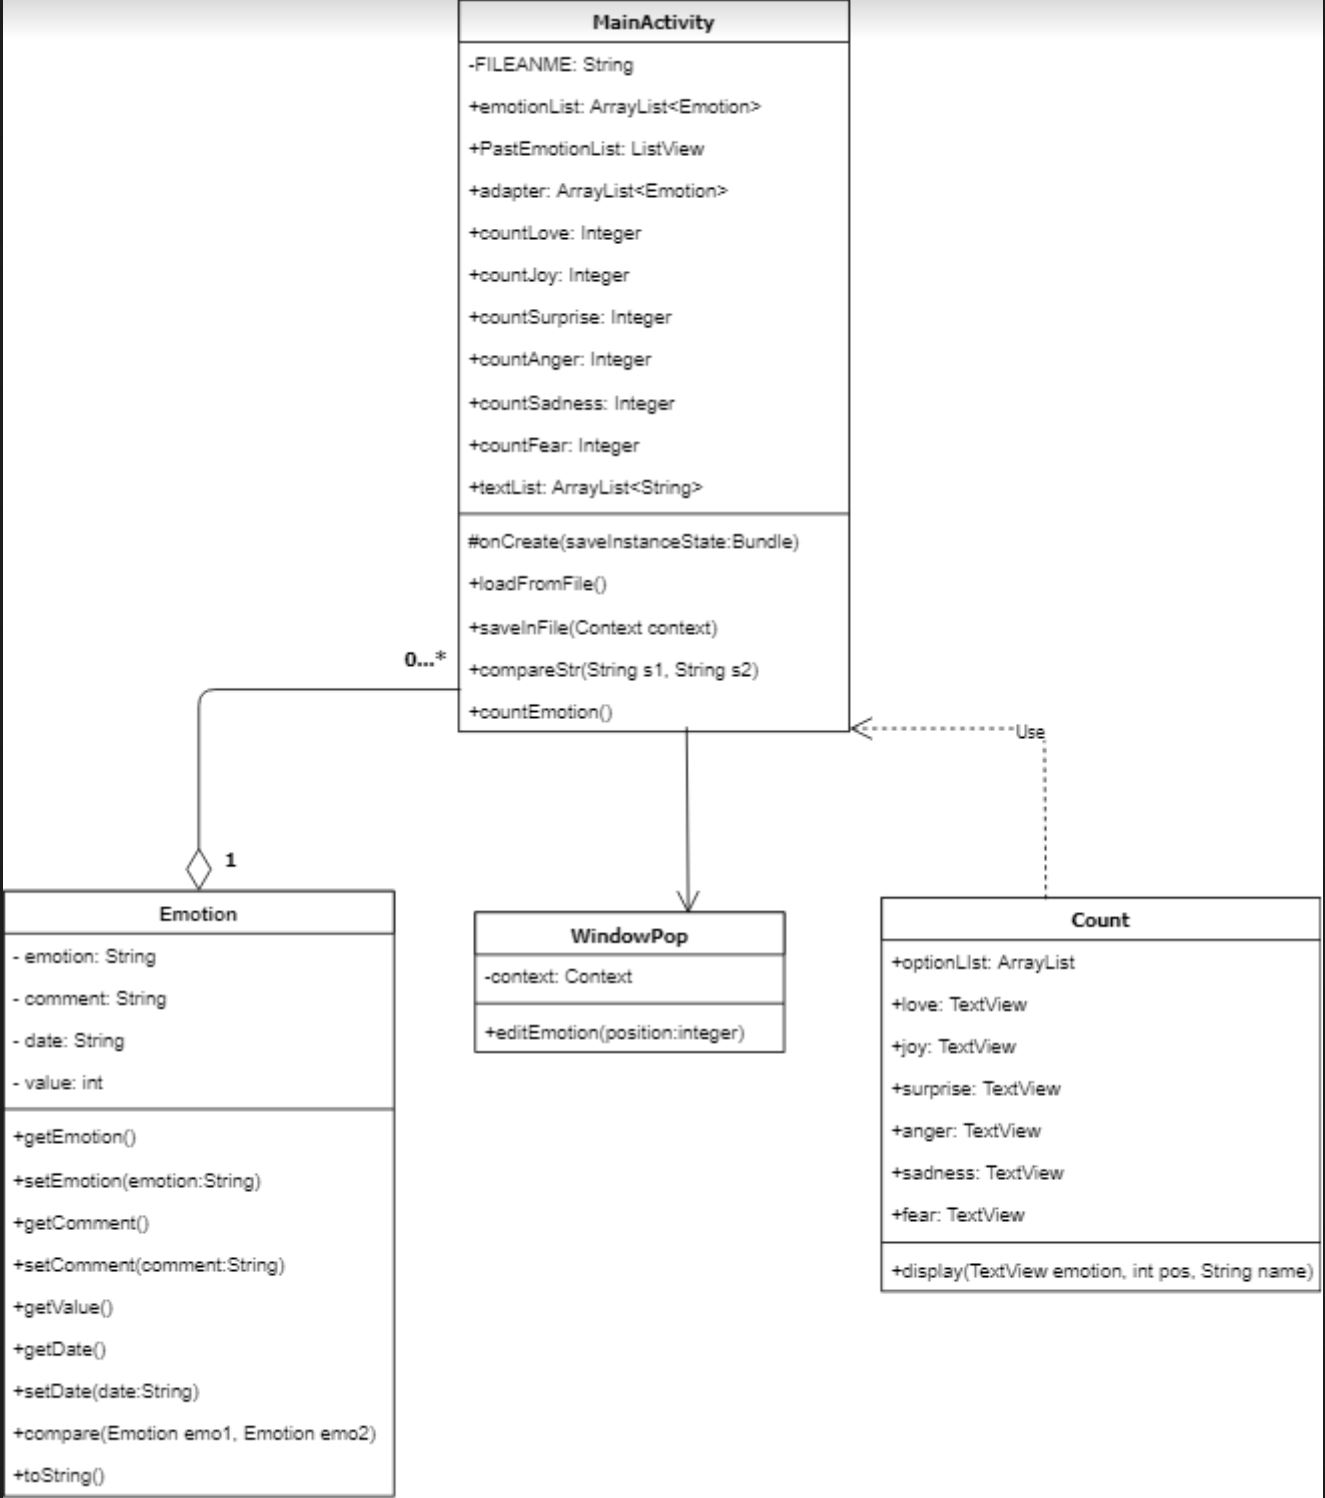 MainActivity
-FILEANME: String
+emotionList: ArrayList<Emotion>
+PastEmotionList: ListView
+adapter: ArrayList<Emotion>
+countLove: Integer
+countJoy: Integer
+countSurprise: Integer
+countAnger: Integer
+countSadness: Integer
+countFear: Integer
+textList: ArrayList<String>
#onCreate(saveInstanceState:Bundle)
+loadFromFile()
+saveInFile(Context context)
+compareStr(String s1, String s2)
+countEmotion()
0...*
1
Use
Emotion
- emotion: String
- comment: String
- date: String
- value: int
+getEmotion()
+setEmotion(emotion:String)
+getComment()
+setComment(comment:String)
+getValue()
+getDate()
+setDate(date:String)
+compare(Emotion emo1, Emotion emo2)
+toString()
WindowPop
-context: Context
+editEmotion(position:integer)
Count
+optionLIst: ArrayList
+love: TextView
+joy: TextView
+surprise: TextView
+anger: TextView
+sadness: TextView
+fear: TextView
+display(TextView emotion, int pos, String name)